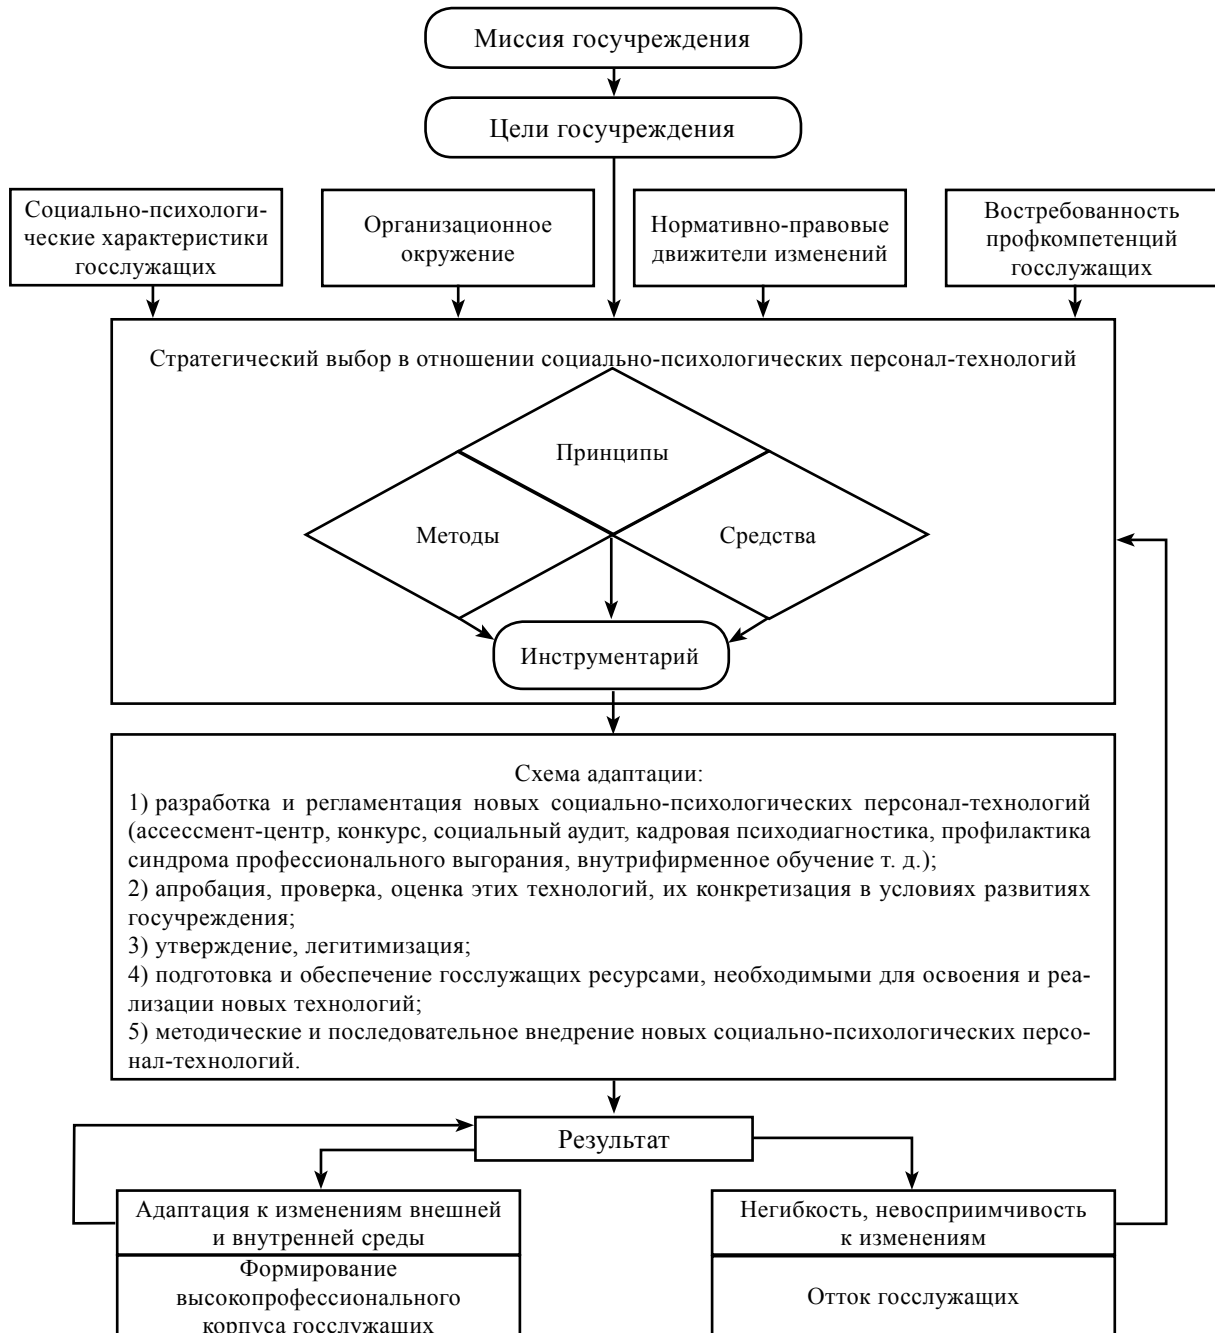 Миссия госучреждения
Цели госучреждения
Социально-психологи-
ческие характеристики
госслужащих
Организационное
окружение
Нормативно-правовые
движители изменений
Востребованность
профкомпетенций
госслужащих
Стратегический выбор в отношении социально-психологических персонал-технологий
Принципы
Методы
Средства
Инструментарий
Схема адаптации:
1) разработка и регламентация новых социально-психологических персонал-технологий
(ассессмент-центр, конкурс, социальный аудит, кадровая психодиагностика, профилактика
синдрома профессионального выгорания, внутрифирменное обучение т. д.);
2) апробация, проверка, оценка этих технологий, их конкретизация в условиях развитиях
госучреждения;
3) утверждение, легитимизация;
4) подготовка и обеспечение госслужащих ресурсами, необходимыми для освоения и реа-
лизации новых технологий;
5) методические и последовательное внедрение новых социально-психологических персо-
нал-технологий.
Результат
Адаптация к изменениям внешней
и внутренней среды
Формирование
высокопрофессионального
корпуса госслужащих
Негибкость, невосприимчивость
к изменениям
Отток госслужащих